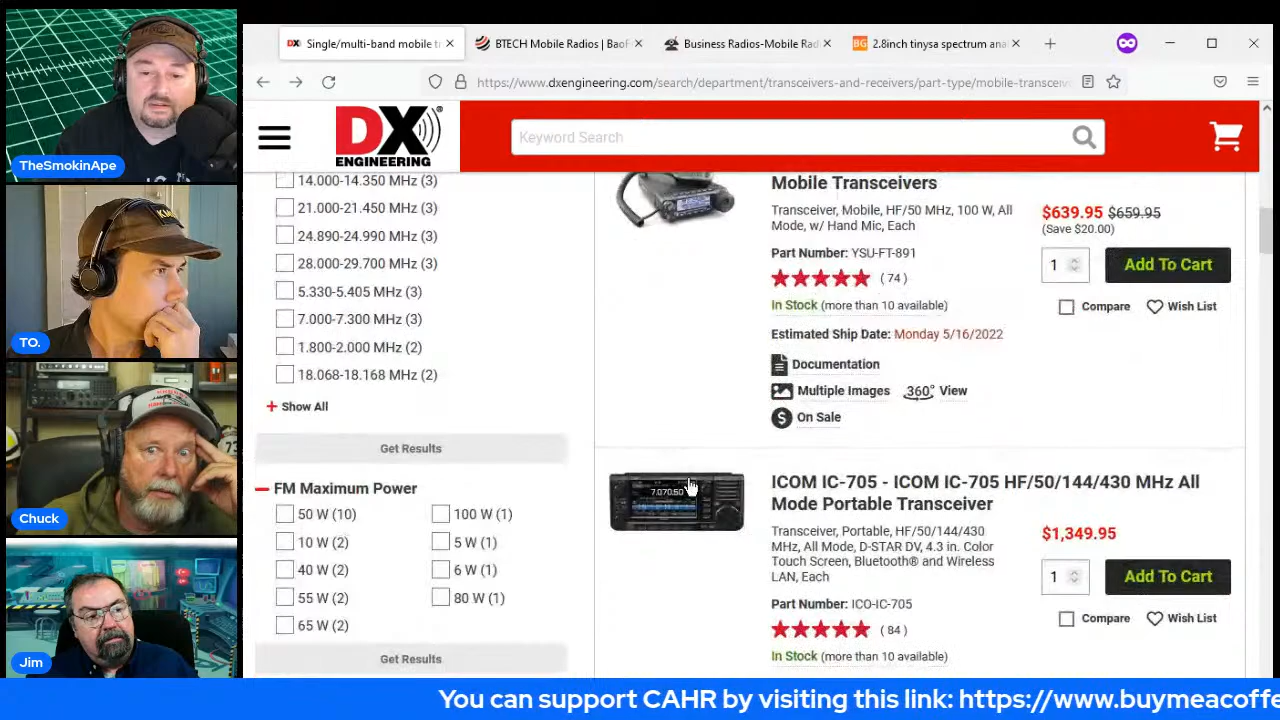 TheSmokinApe
TO.
Chuck
Jim
DX Single/multi-band mobile t
BTECH Mobile Radios | BaoF
Business Radios-Mobile Rad
BG 2.8inch tinysa spectrum ana
https://www.dxengineering.com/search/department/transceivers-and-receivers/part-type/mobile-transceiv
DX
ENGINEERING
Keyword Search
14.000-14.350 MHz (3)
21.000-21.450 MHz (3)
24.890-24.990 MHz (3)
28.000-29.700 MHz (3)
5.330-5.405 MHz (3)
7.000-7.300 MHz (3)
1.800-2.000 MHz (2)
18.068-18.168 MHz (2)
+ Show All
Get Results
FM Maximum Power
50 W (10)
100 W (1)
10 W (2)
5 W (1)
40 W (2)
6 W (1)
55 W (2)
80 W (1)
65 W (2)
Get Results
Mobile Transceivers
Transceiver, Mobile, HF/50 MHz, 100 W, All
Mode, w/ Hand Mic, Each
Part Number: YSU-FT-891
(74)
In Stock (more than 10 available)
Estimated Ship Date: Monday 5/16/2022
Documentation
Multiple Images 360° View
On Sale
$639.95 $659.95
(Save $20.00)
1
Add To Cart
Compare
Wish List
7.070.50
ICOM IC-705 - ICOM IC-705 HF/50/144/430 MHz All
Mode Portable Transceiver
Transceiver, Portable, HF/50/144/430
MHz, All Mode, D-STAR DV, 4.3 in. Color
Touch Screen, Bluetooth® and Wireless
LAN, Each
Part Number: ICO-IC-705
(84)
In Stock (more than 10 available)
$1,349.95
1
Add To Cart
Compare
Wish List
You can support CAHR by visiting this link: https://www.buymeacoffe